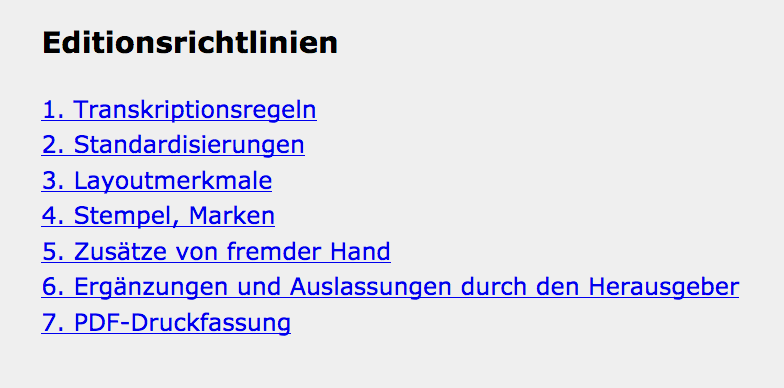 Editionsrichtlinien
1. Transkriptionsregeln
2. Standardisierungen
3. Layoutmerkmale
4. Stempel, Marken
5. Zusätze von fremder Hand
6. Ergänzungen und Auslassungen durch den Herausgeber
7. PDF-Druckfassung